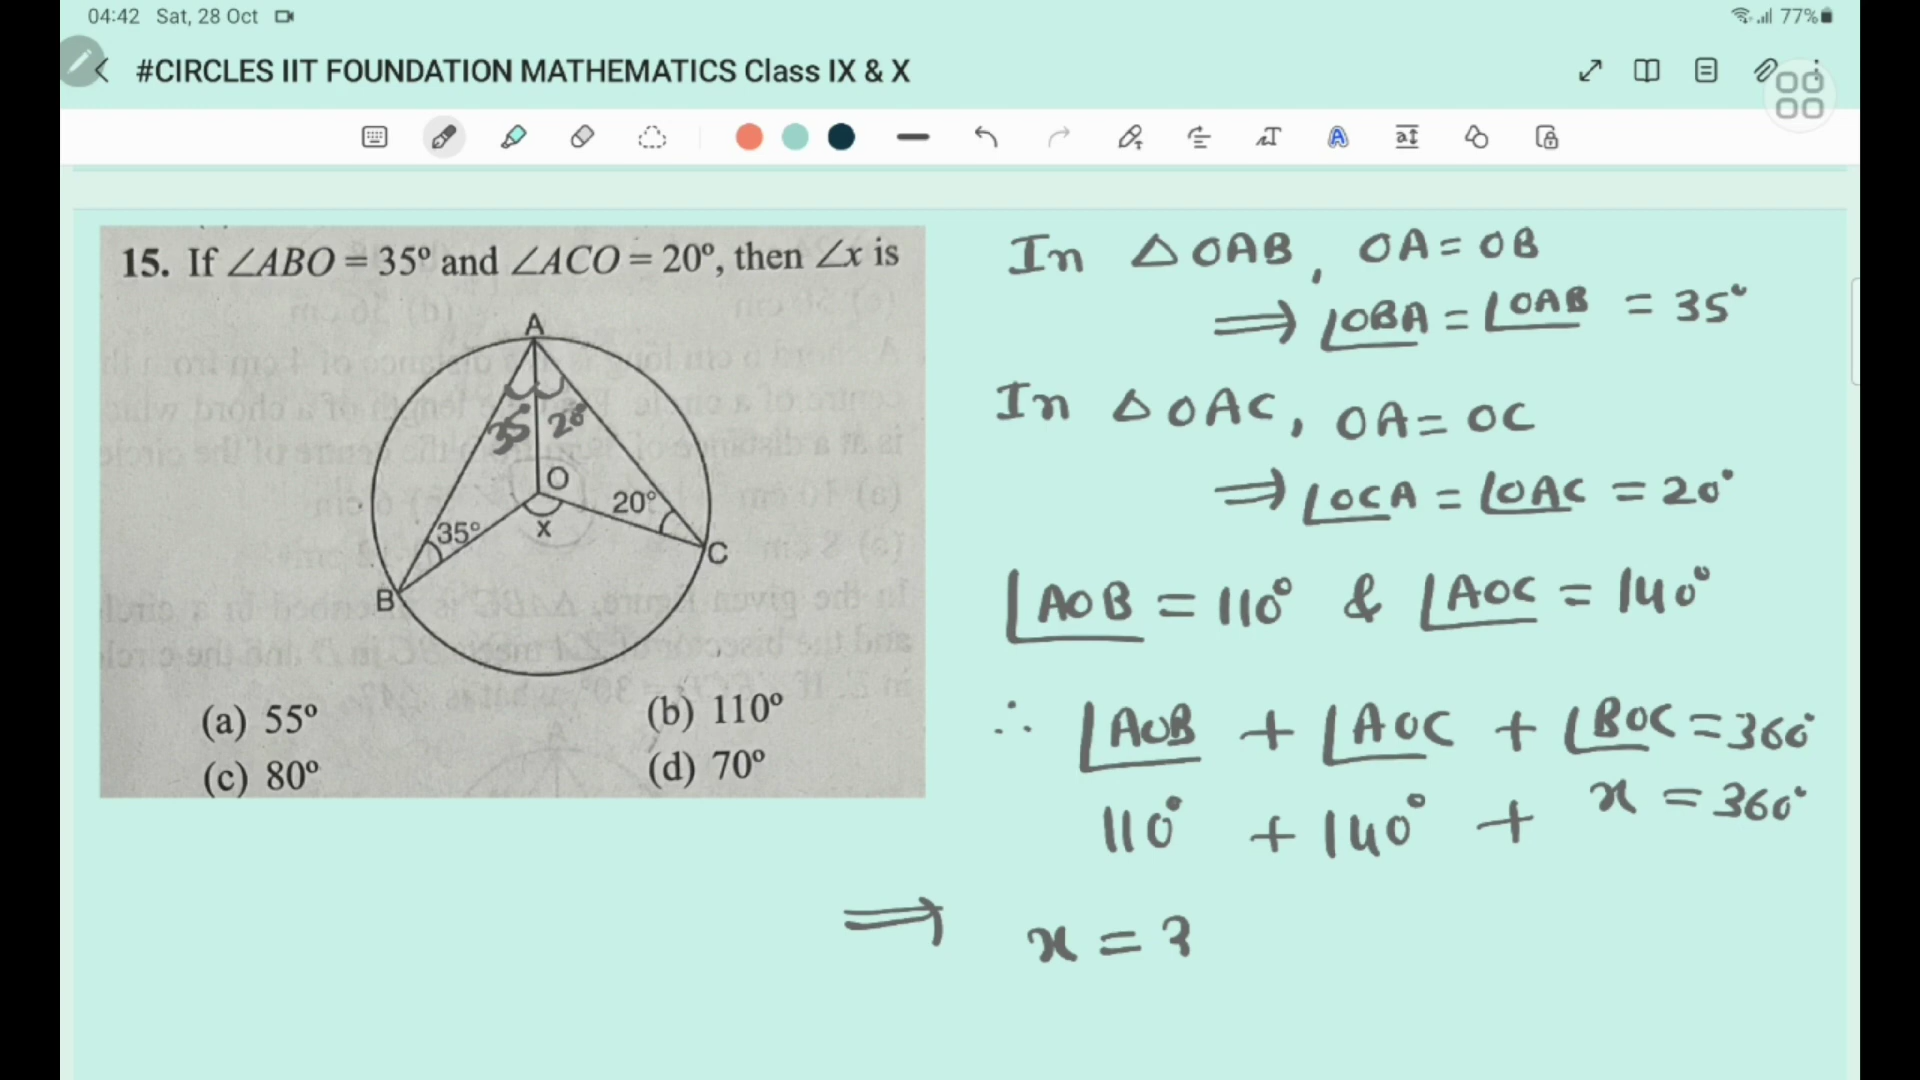 04:42 Sat, 28 Oct
77%
#CIRCLES IIT FOUNDATION MATHEMATICS Class IX & X
15. If ∠ABO = 35° and ∠ACO = 20°, then ∠x is
A
35° 20°
O
20°
35°
x
C
B
(a) 55°
(b) 110°
(c) 80°
(d) 70°
In △OAB, OA = OB
⟹ ∠OBA = ∠OAB = 35°
In △OAC, OA = OC
⟹ ∠OCA = ∠OAC = 20°
∠AOB = 110° & ∠AOC = 140°
∴ ∠AOB + ∠AOC + ∠BOC = 360°
110° + 140° + x = 360°
⟹ x = 3